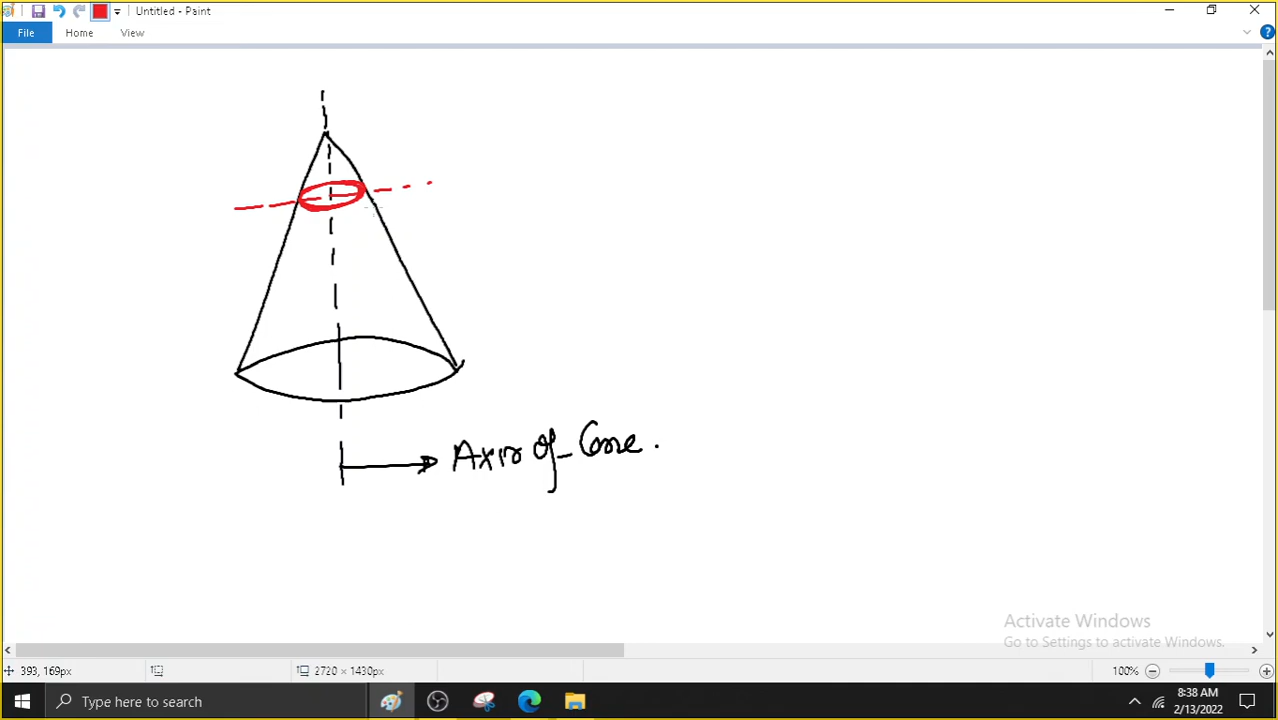 Untitled - Paint
File Home View
Axis of Cone.
Activate Windows
Go to Settings to activate Windows.
393, 169px
2720 × 1430px
100%
Type here to search
8:38 AM
2/13/2022